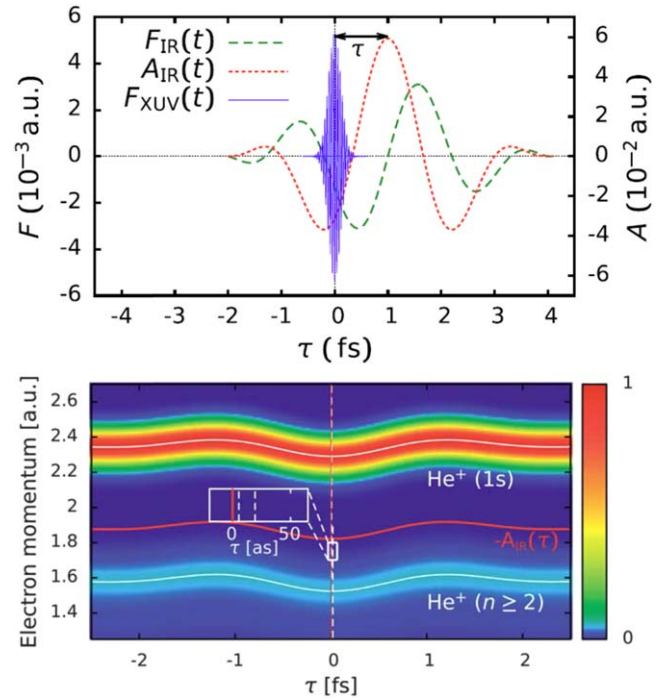 F_IR(t)
A_IR(t)
F_XUV(t)
τ
F (10⁻³ a.u.)
A (10⁻² a.u.)
6
4
2
0
-2
-4
-6
6
4
2
0
-2
-4
-6
-4 -3 -2 -1 0 1 2 3 4
τ (fs)
Electron momentum [a.u.]
2.6
2.4
2.2
2
1.8
1.6
1.4
He⁺ (1s)
-A_IR(τ)
0 50
τ [as]
He⁺ (n ≥ 2)
1
0
-2 -1 0 1 2
τ [fs]